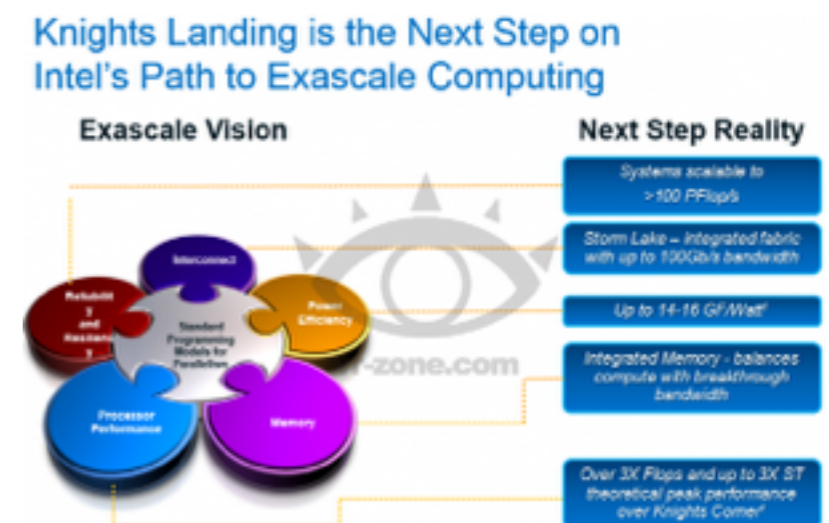 Knights Landing is the Next Step on
Intel's Path to Exascale Computing
Exascale Vision
Next Step Reality
Systems scalable to
>100 PFlop/s
Storm Lake – integrated fabric
with up to 100Gb/s bandwidth
Interconnect
Up to 14-16 GF/Watt
Reliabilit
y
and
Resilienc
y
Power
Efficiency
Standard
Programming
Models for
Parallelism
Integrated Memory - balances
compute with breakthrough
bandwidth
-zone.com
Processor
Performance
Memory
Over 3X Flops and up to 3X ST
theoretical peak performance
over Knights Corner